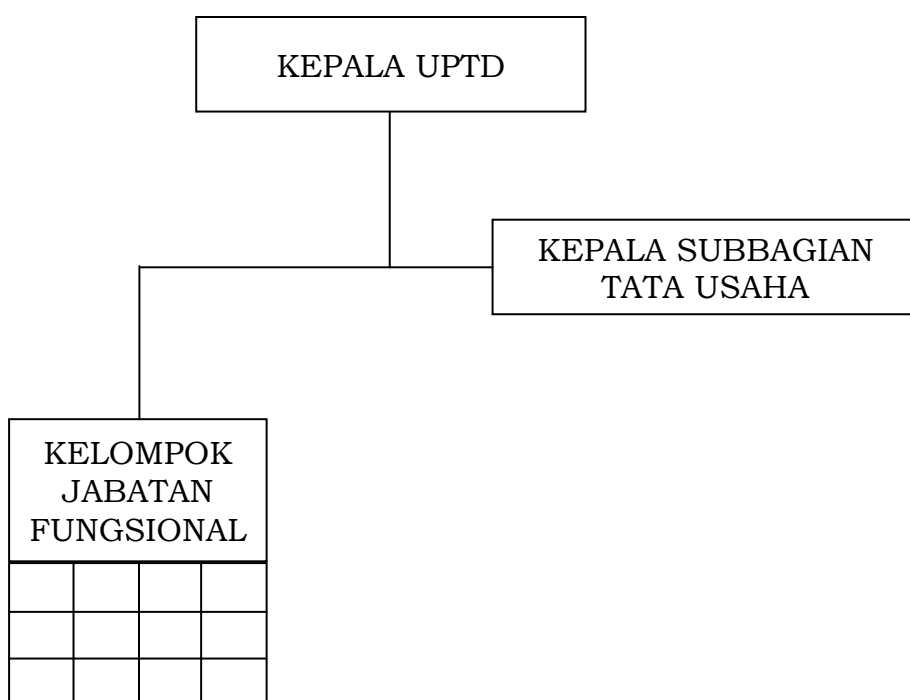 KEPALA UPTD
KEPALA SUBBAGIAN
TATA USAHA
KELOMPOK
JABATAN
FUNGSIONAL